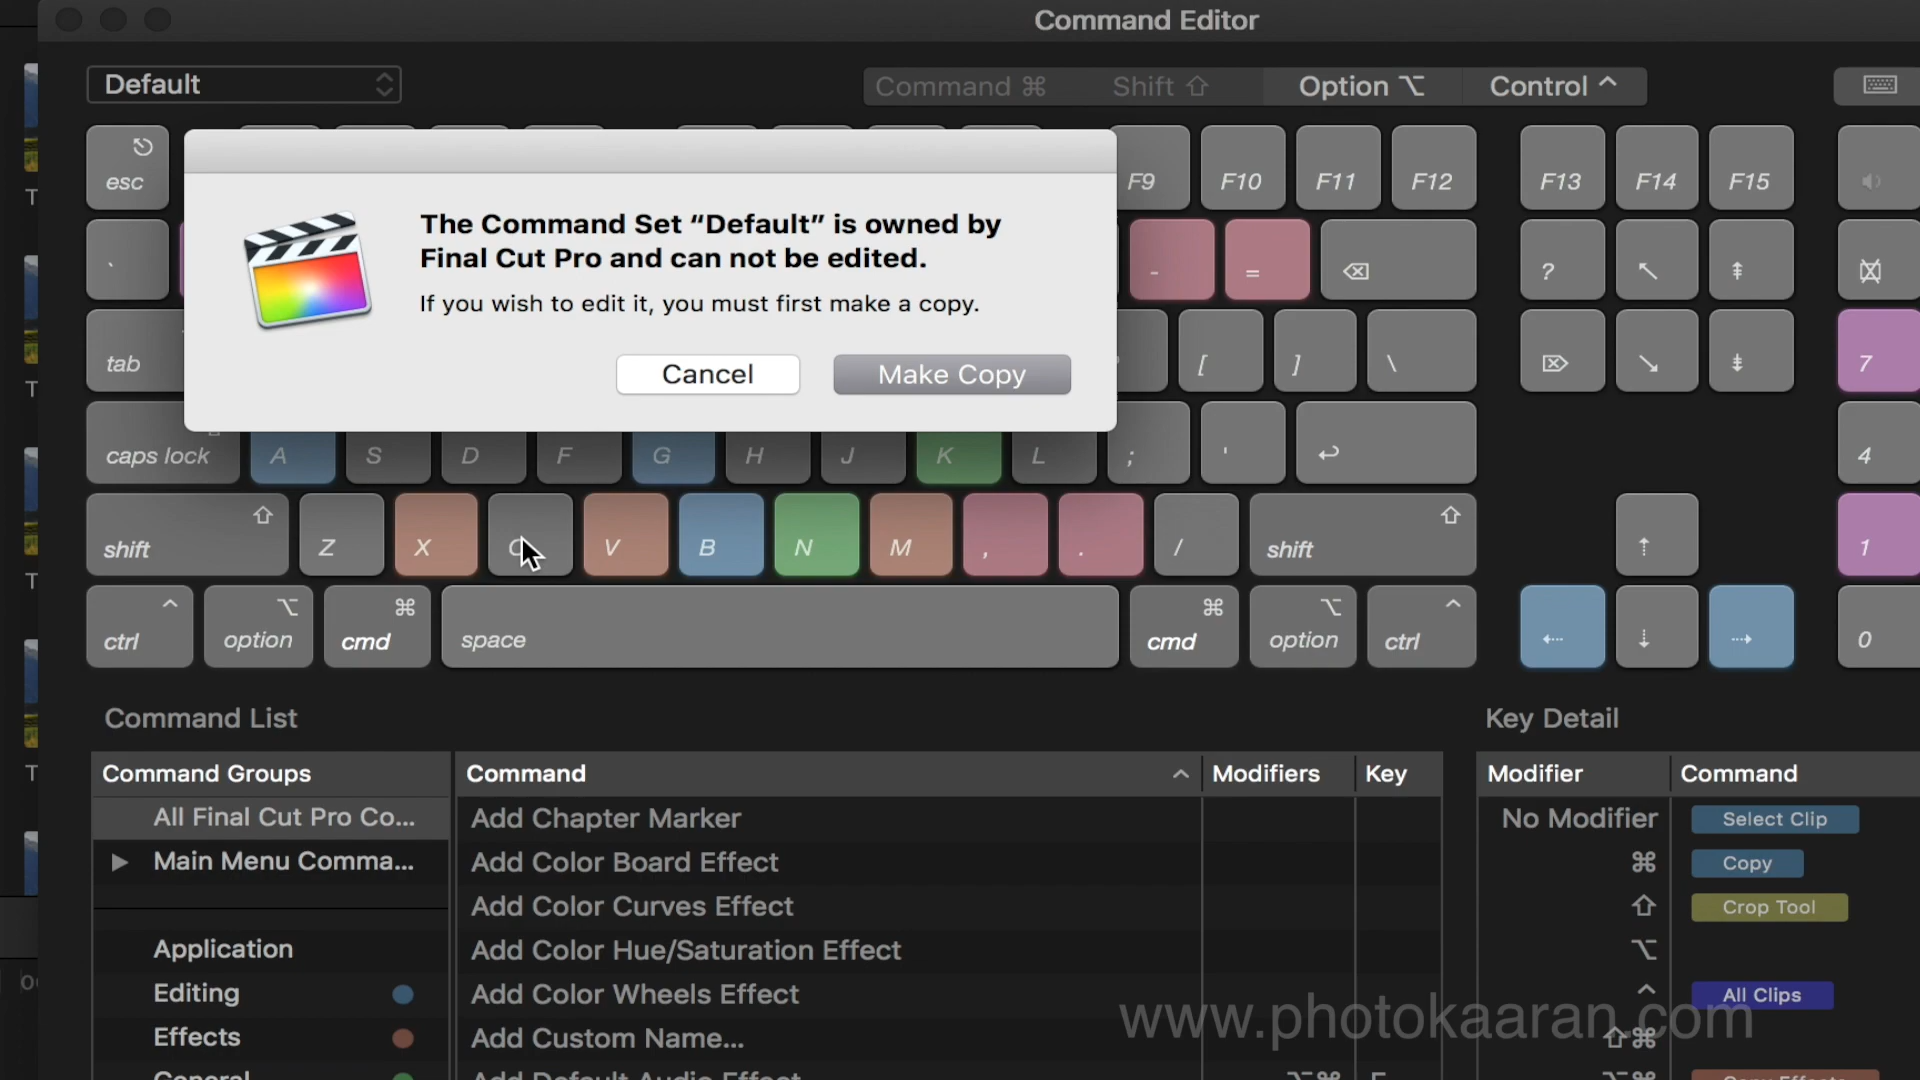 Command Editor
Default
Command ⌘ Shift ⇧ Option ⌥ Control ^
esc F9 F10 F11 F12 F13 F14 F15
The Command Set “Default” is owned by
Final Cut Pro and can not be edited.
If you wish to edit it, you must first make a copy.
Cancel Make Copy
` - = ?
tab [ ] \ 7
caps lock A S D F G H J K L ; ' 4
shift Z X V B N M , . / shift 1
ctrl option cmd space cmd option ctrl 0
Command List
Key Detail
Command Groups Command Modifiers Key
Modifier Command
All Final Cut Pro Co... Add Chapter Marker
No Modifier Select Clip
Main Menu Comma... Add Color Board Effect
⌘ Copy
Add Color Curves Effect
⇧ Crop Tool
Application Add Color Hue/Saturation Effect
⌥
Editing Add Color Wheels Effect
^ All Clips
Effects Add Custom Name...
⇧⌘
General Add Default Audio Effect
www.photokaaran.com